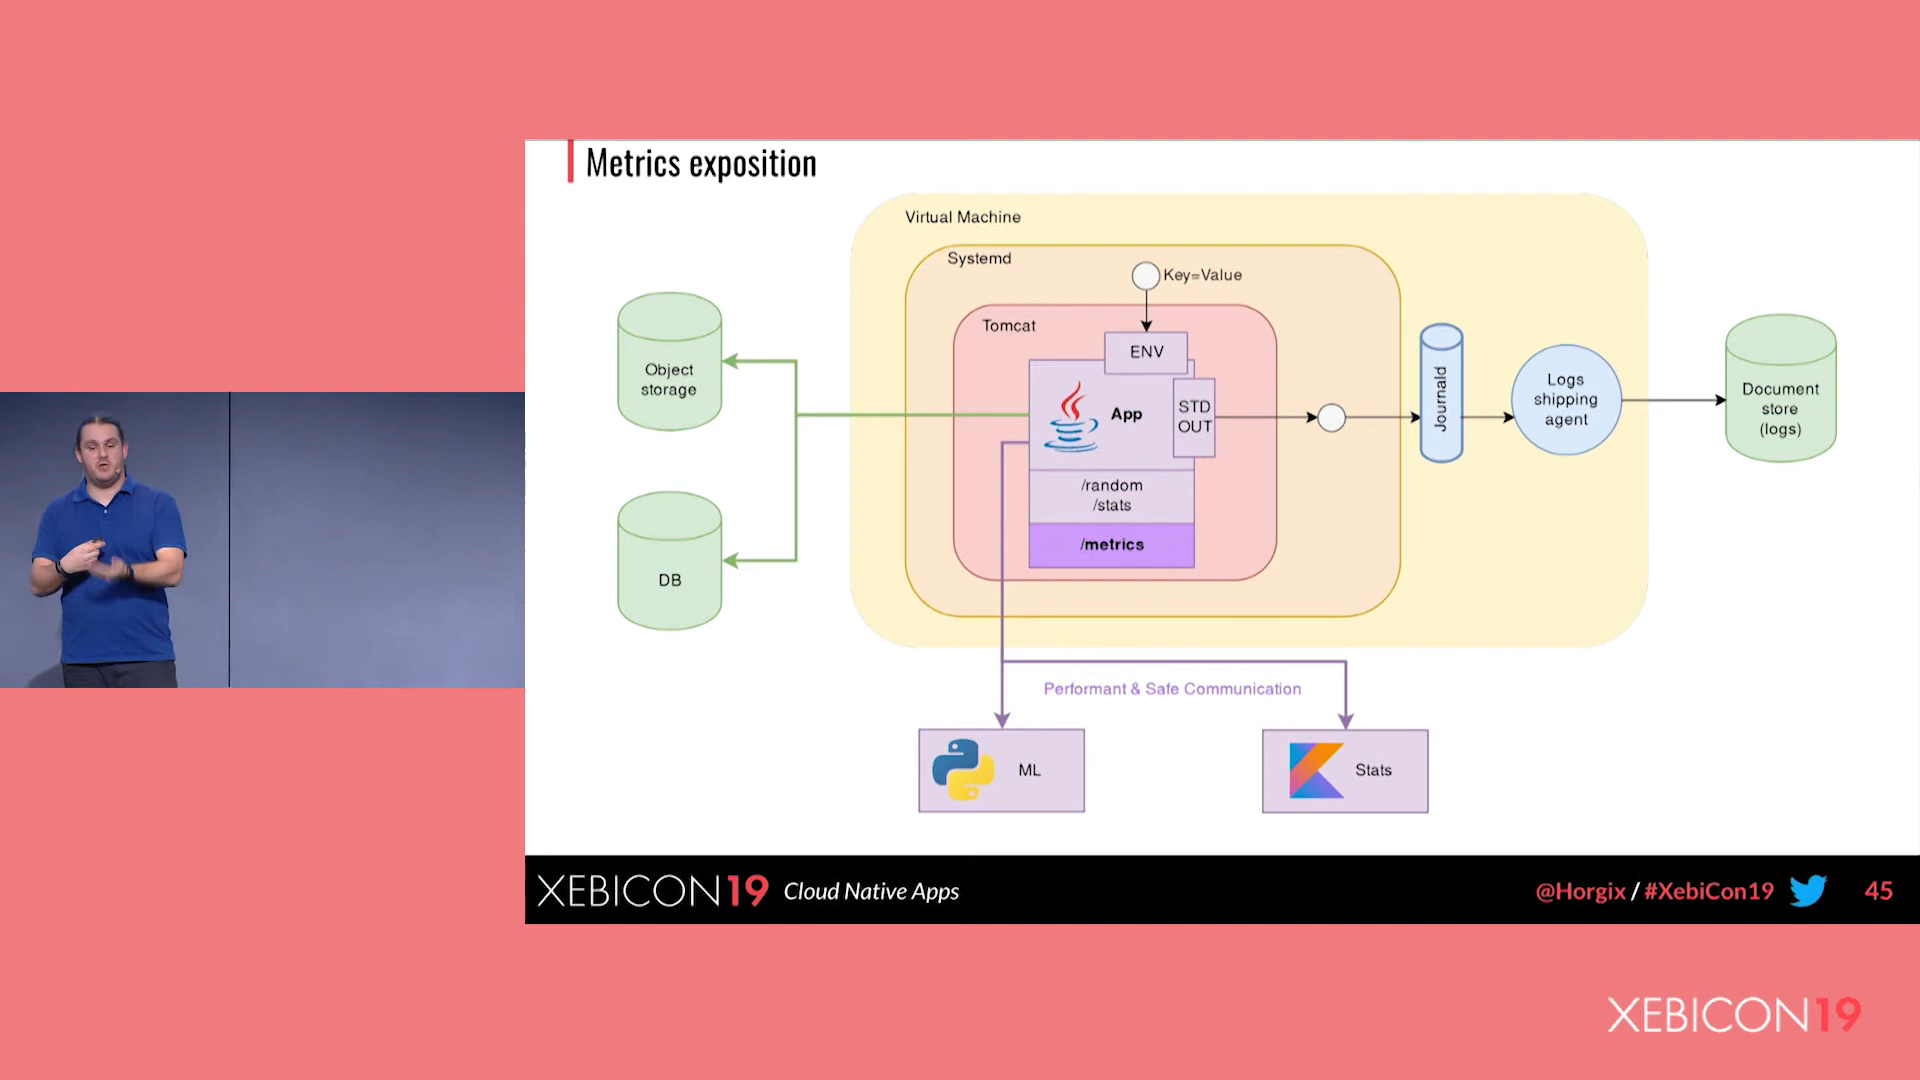 Metrics exposition
Virtual Machine
Systemd
Key=Value
Tomcat
ENV
App
STD
OUT
/random
/stats
/metrics
Object
storage
DB
Journald
Logs
shipping
agent
Document
store
(logs)
Performant & Safe Communication
ML
Stats
XEBICON19 Cloud Native Apps
@Horgix / #XebiCon19 45
XEBICON19